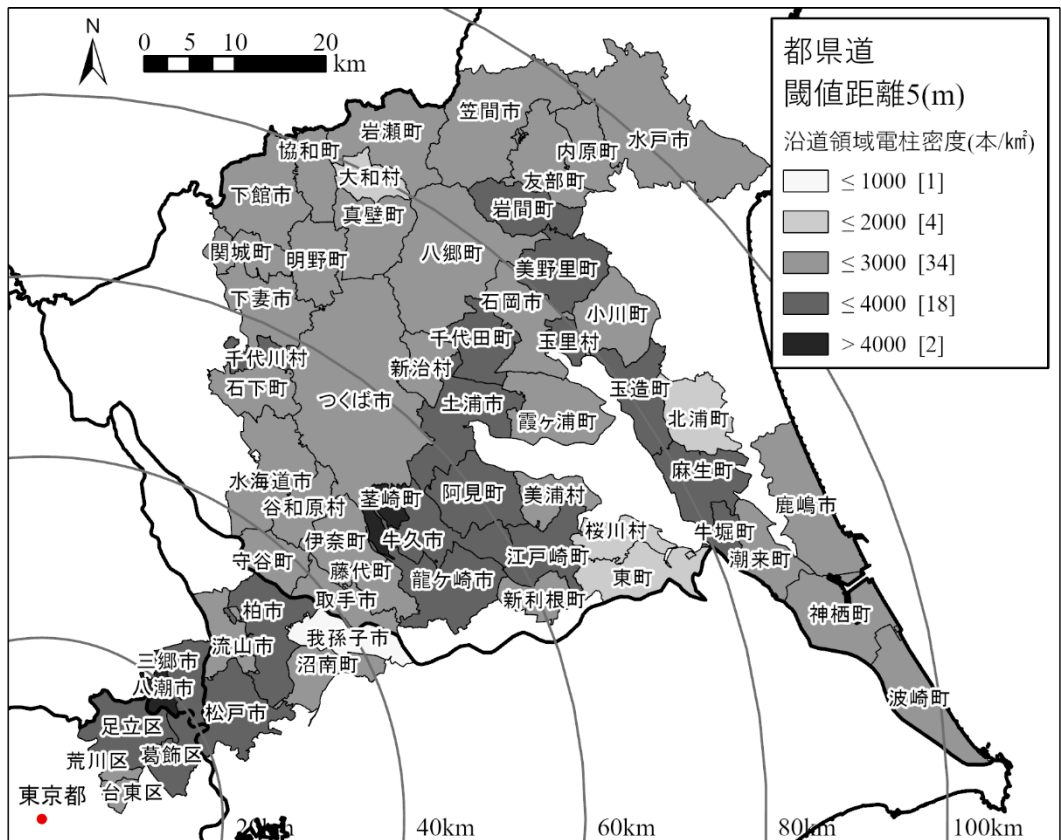 N
0 5 10 20
km
都県道
閾値距離5(m)
沿道領域電柱密度(本/㎢)
≤ 1000 [1]
≤ 2000 [4]
≤ 3000 [34]
≤ 4000 [18]
> 4000 [2]
笠間市
岩瀬町
水戸市
協和町
内原町
大和村
友部町
下館市
岩間町
真壁町
関城町
明野町
八郷町
美野里町
下妻市
石岡市
小川町
千代川村
千代田町
玉里村
新治村
石下町
つくば市
玉造町
土浦市
霞ヶ浦町
北浦町
麻生町
水海道市
茎崎町
阿見町
美浦村
鹿嶋市
谷和原村
桜川村
牛堀町
伊奈町
牛久市
江戸崎町
潮来町
守谷町
藤代町
龍ケ崎市
東町
取手市
新利根町
柏市
神栖町
我孫子市
流山市
沼南町
三郷市
八潮市
波崎町
松戸市
足立区
荒川区
葛飾区
台東区
東京都
20km
40km
60km
80km
100km